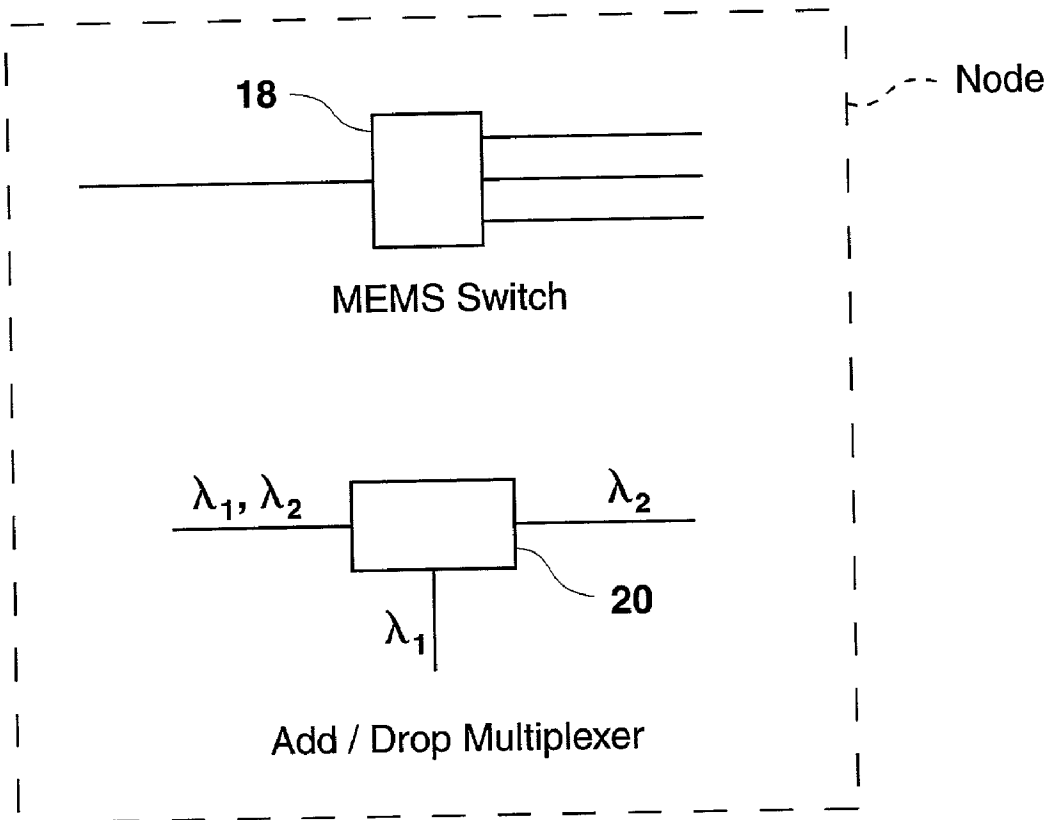 18
Node
MEMS Switch
λ₁, λ₂
λ₂
20
λ₁
Add / Drop Multiplexer